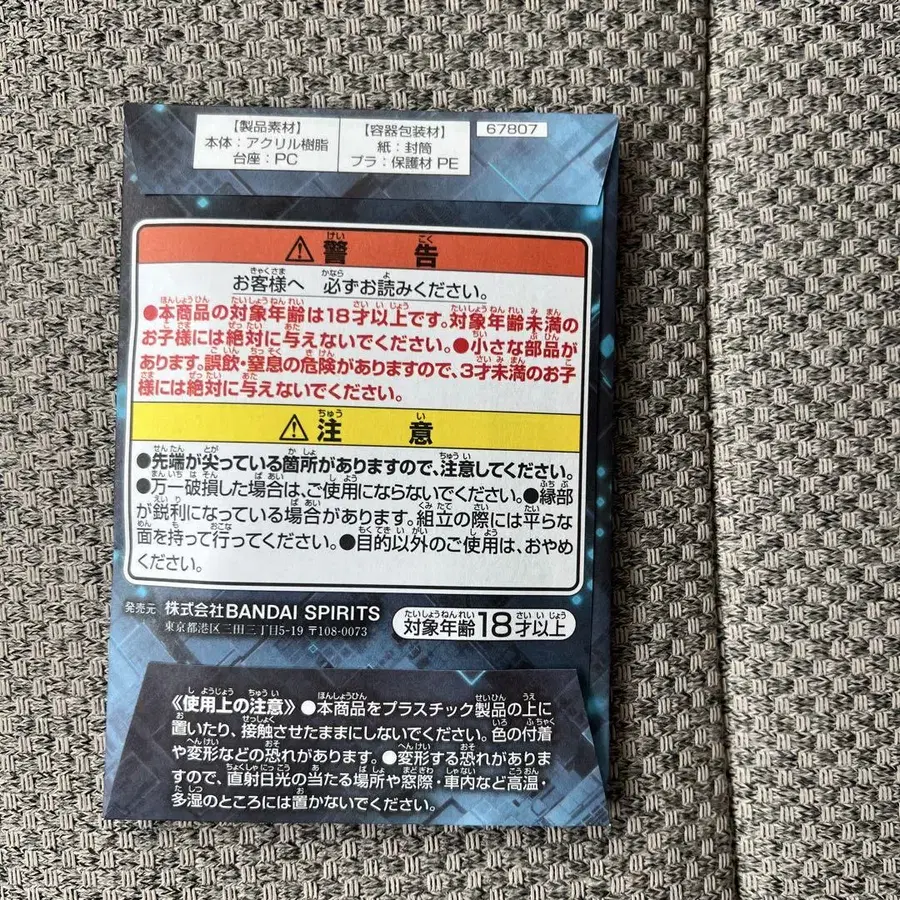 【製品素材】
本体：アクリル樹脂
台座：PC
【容器包装材】
紙：封筒
プラ：保護材 PE
67807
⚠警告
お客様へ 必ずお読みください。
●本商品の対象年齢は18才以上です。対象年齢未満の
お子様には絶対に与えないでください。●小さな部品が
あります。誤飲・窒息の危険がありますので、3才未満のお子
様には絶対に与えないでください。
⚠注意
●先端が尖っている箇所がありますので、注意してください。
●万一破損した場合は、ご使用にならないでください。●縁部
が鋭利になっている場合があります。組立の際には平らな
面を持って行ってください。●目的以外のご使用は、おやめ
ください。
発売元 株式会社BANDAI SPIRITS
東京都港区三田三丁目5-19 〒108-0073
対象年齢18才以上
《使用上の注意》●本商品をプラスチック製品の上に
置いたり、接触させたままにしないでください。色の付着
や変形などの恐れがあります。●変形する恐れがありま
すので、直射日光の当たる場所や窓際・車内など高温・
多湿のところには置かないでください。